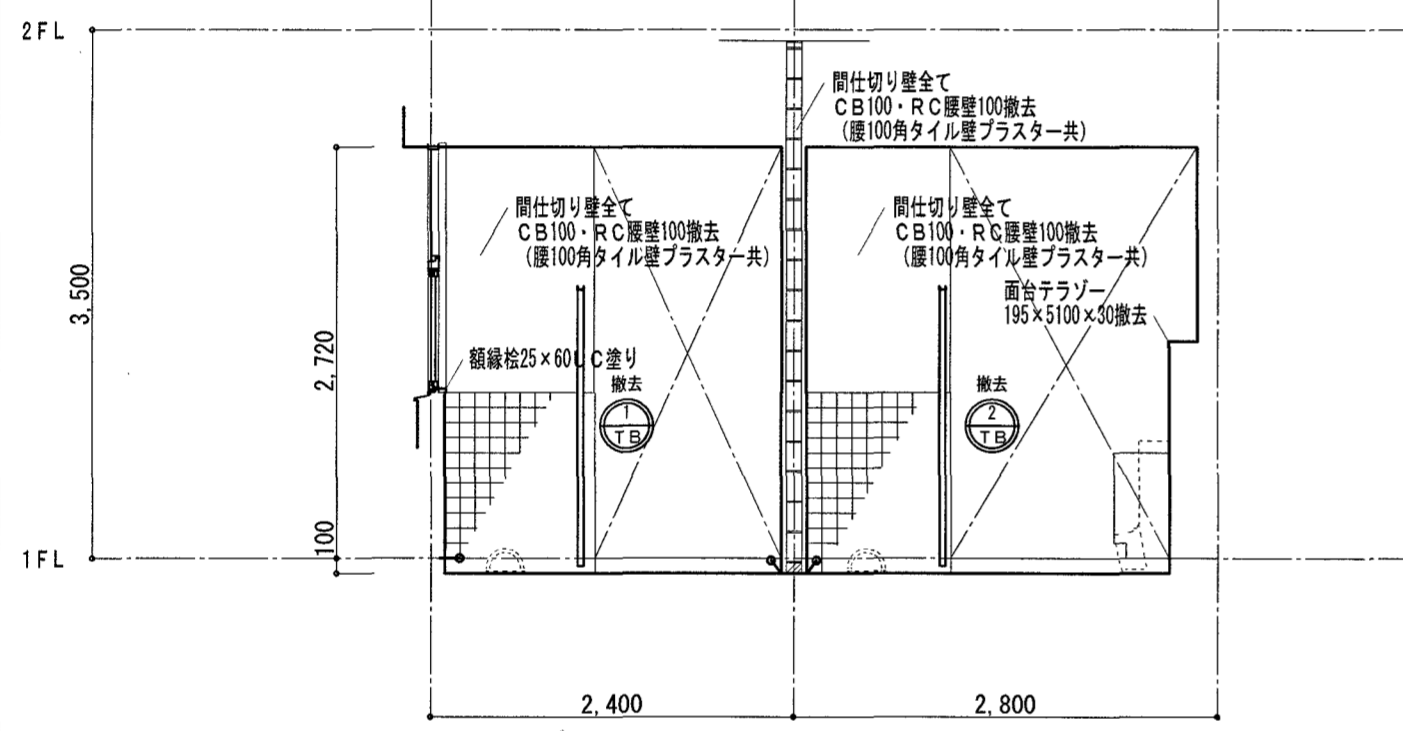 2FL
間仕切り壁全て
CB100・RC腰壁100撤去
(腰100角タイル壁プラスター共)
間仕切り壁全て
CB100・RC腰壁100撤去
(腰100角タイル壁プラスター共)
間仕切り壁全て
CB100・RC腰壁100撤去
(腰100角タイル壁プラスター共)
面台テラゾー
195×5100×30撤去
3,500
2,720
額縁桧25×60UC塗り
撤去
1
TB
撤去
2
TB
100
1FL
2,400
2,800